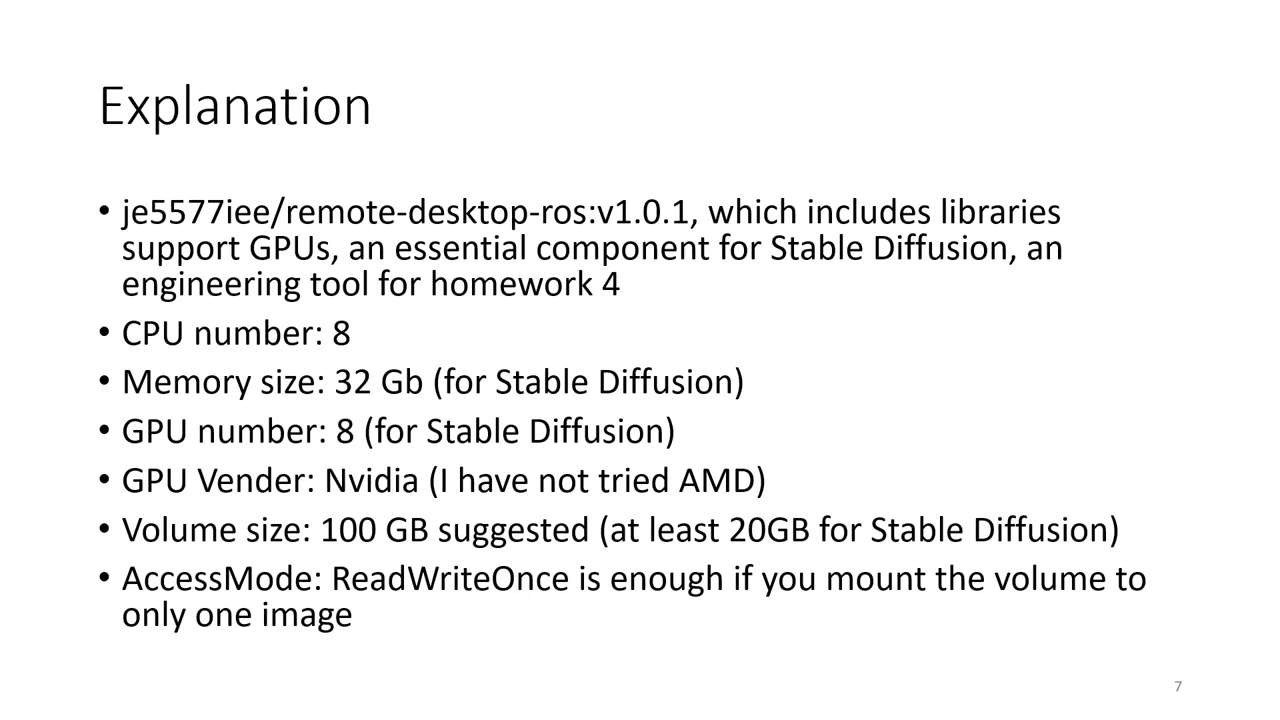 Explanation
• je5577iee/remote-desktop-ros:v1.0.1, which includes libraries
support GPUs, an essential component for Stable Diffusion, an
engineering tool for homework 4
• CPU number: 8
• Memory size: 32 Gb (for Stable Diffusion)
• GPU number: 8 (for Stable Diffusion)
• GPU Vender: Nvidia (I have not tried AMD)
• Volume size: 100 GB suggested (at least 20GB for Stable Diffusion)
• AccessMode: ReadWriteOnce is enough if you mount the volume to
only one image
7